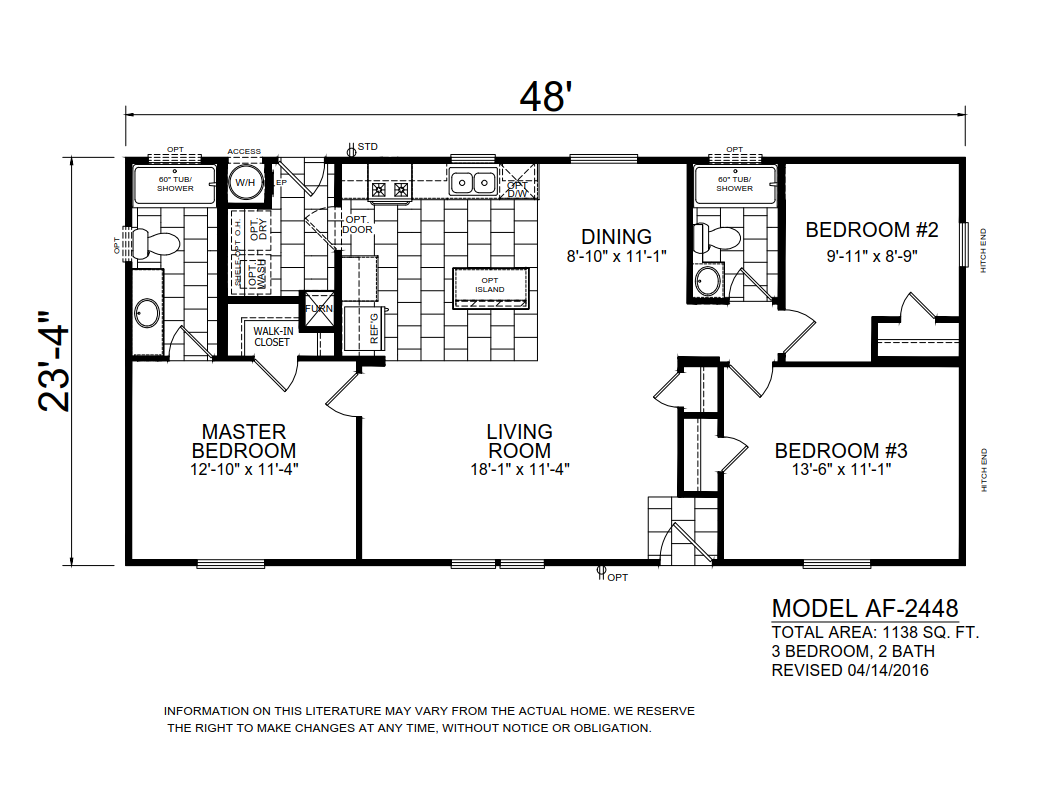 48'
STD
OPT
ACCESS
OPT
60" TUB/
SHOWER
W/H
EP
OPT
D/W
60" TUB/
SHOWER
OPT
SHELF OPT O.H.
OPT.
DRY
OPT.
WASH
OPT.
DOOR
DINING
8'-10" x 11'-1"
BEDROOM #2
9'-11" x 8'-9"
HITCH END
OPT
ISLAND
FURN
REF'G
WALK-IN
CLOSET
23'-4"
MASTER
BEDROOM
12'-10" x 11'-4"
LIVING
ROOM
18'-1" x 11'-4"
BEDROOM #3
13'-6" x 11'-1"
HITCH END
OPT
MODEL AF-2448
TOTAL AREA: 1138 SQ. FT.
3 BEDROOM, 2 BATH
REVISED 04/14/2016
INFORMATION ON THIS LITERATURE MAY VARY FROM THE ACTUAL HOME. WE RESERVE
THE RIGHT TO MAKE CHANGES AT ANY TIME, WITHOUT NOTICE OR OBLIGATION.